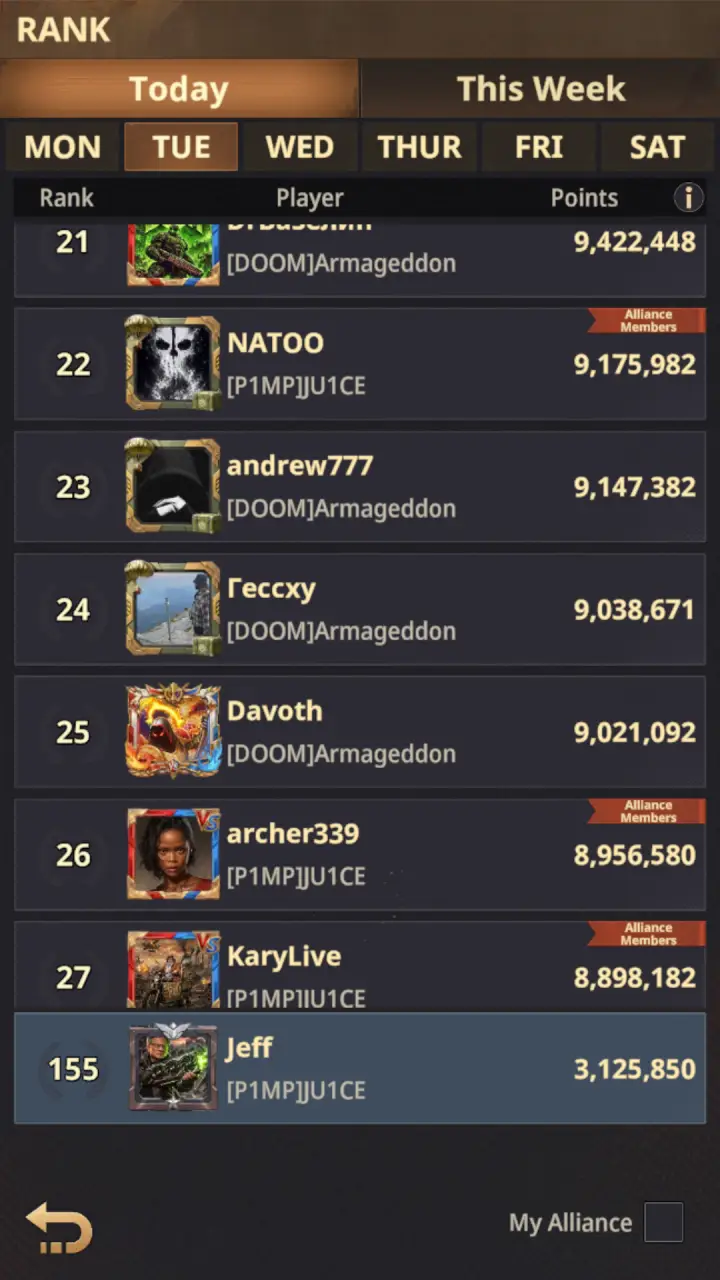 RANK
Today
This Week
MON
TUE
WED
THUR
FRI
SAT
Rank
Player
Points
21
[DOOM]Armageddon
9,422,448
Alliance
Members
22
NATOO
[P1MP]JU1CE
9,175,982
23
andrew777
[DOOM]Armageddon
9,147,382
24
Гессху
[DOOM]Armageddon
9,038,671
25
Davoth
[DOOM]Armageddon
9,021,092
Alliance
Members
26
archer339
[P1MP]JU1CE
8,956,580
Alliance
Members
27
KaryLive
[P1MP]JU1CE
8,898,182
155
Jeff
[P1MP]JU1CE
3,125,850
My Alliance